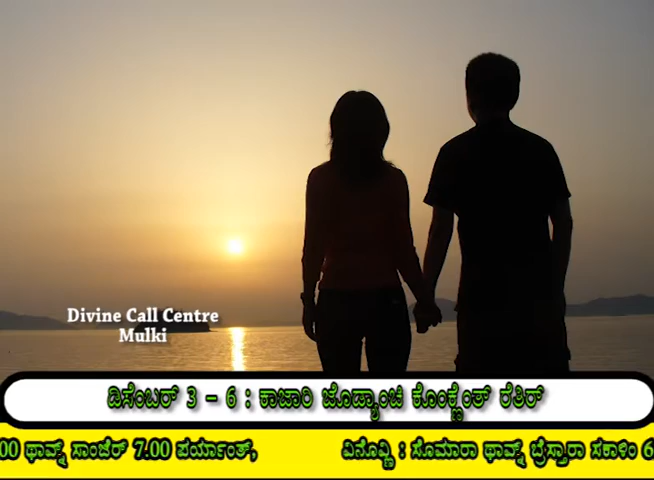 Divine Call Centre
Mulki
ಡಿಸೆಂಬರ್ 3 - 6 : ಕಾಜಾರಿ ಜೊಡ್ಯಾಂಚಿ ಕೊಂಕ್ಣೆಂತ್ ರೆತಿರ್
00 ಥಾವ್ನ್ ಸಾಂಜೆರ್ 7.00 ಪರ್ಯಾಂತ್, ವಿನೊವ್ಣಿ : ಸೊಮಾರಾ ಥಾವ್ನ್ ಬ್ರೆಸ್ತಾರಾ ಸಕಾಳಿಂ 6